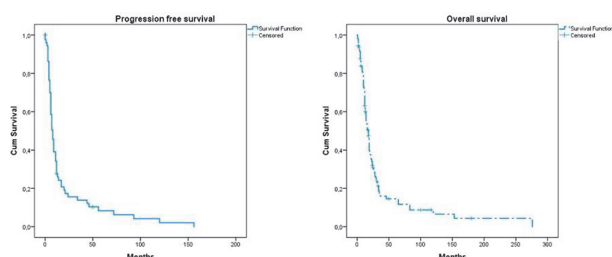 Progression free survival
Survival Function
Censored
Cum Survival
1,0
0,8
0,6
0,4
0,2
0,0
0
50
100
150
200
Months
Overall survival
Survival Function
Censored
Cum Survival
1,0
0,8
0,6
0,4
0,2
0,0
0
50
100
150
200
250
300
Months